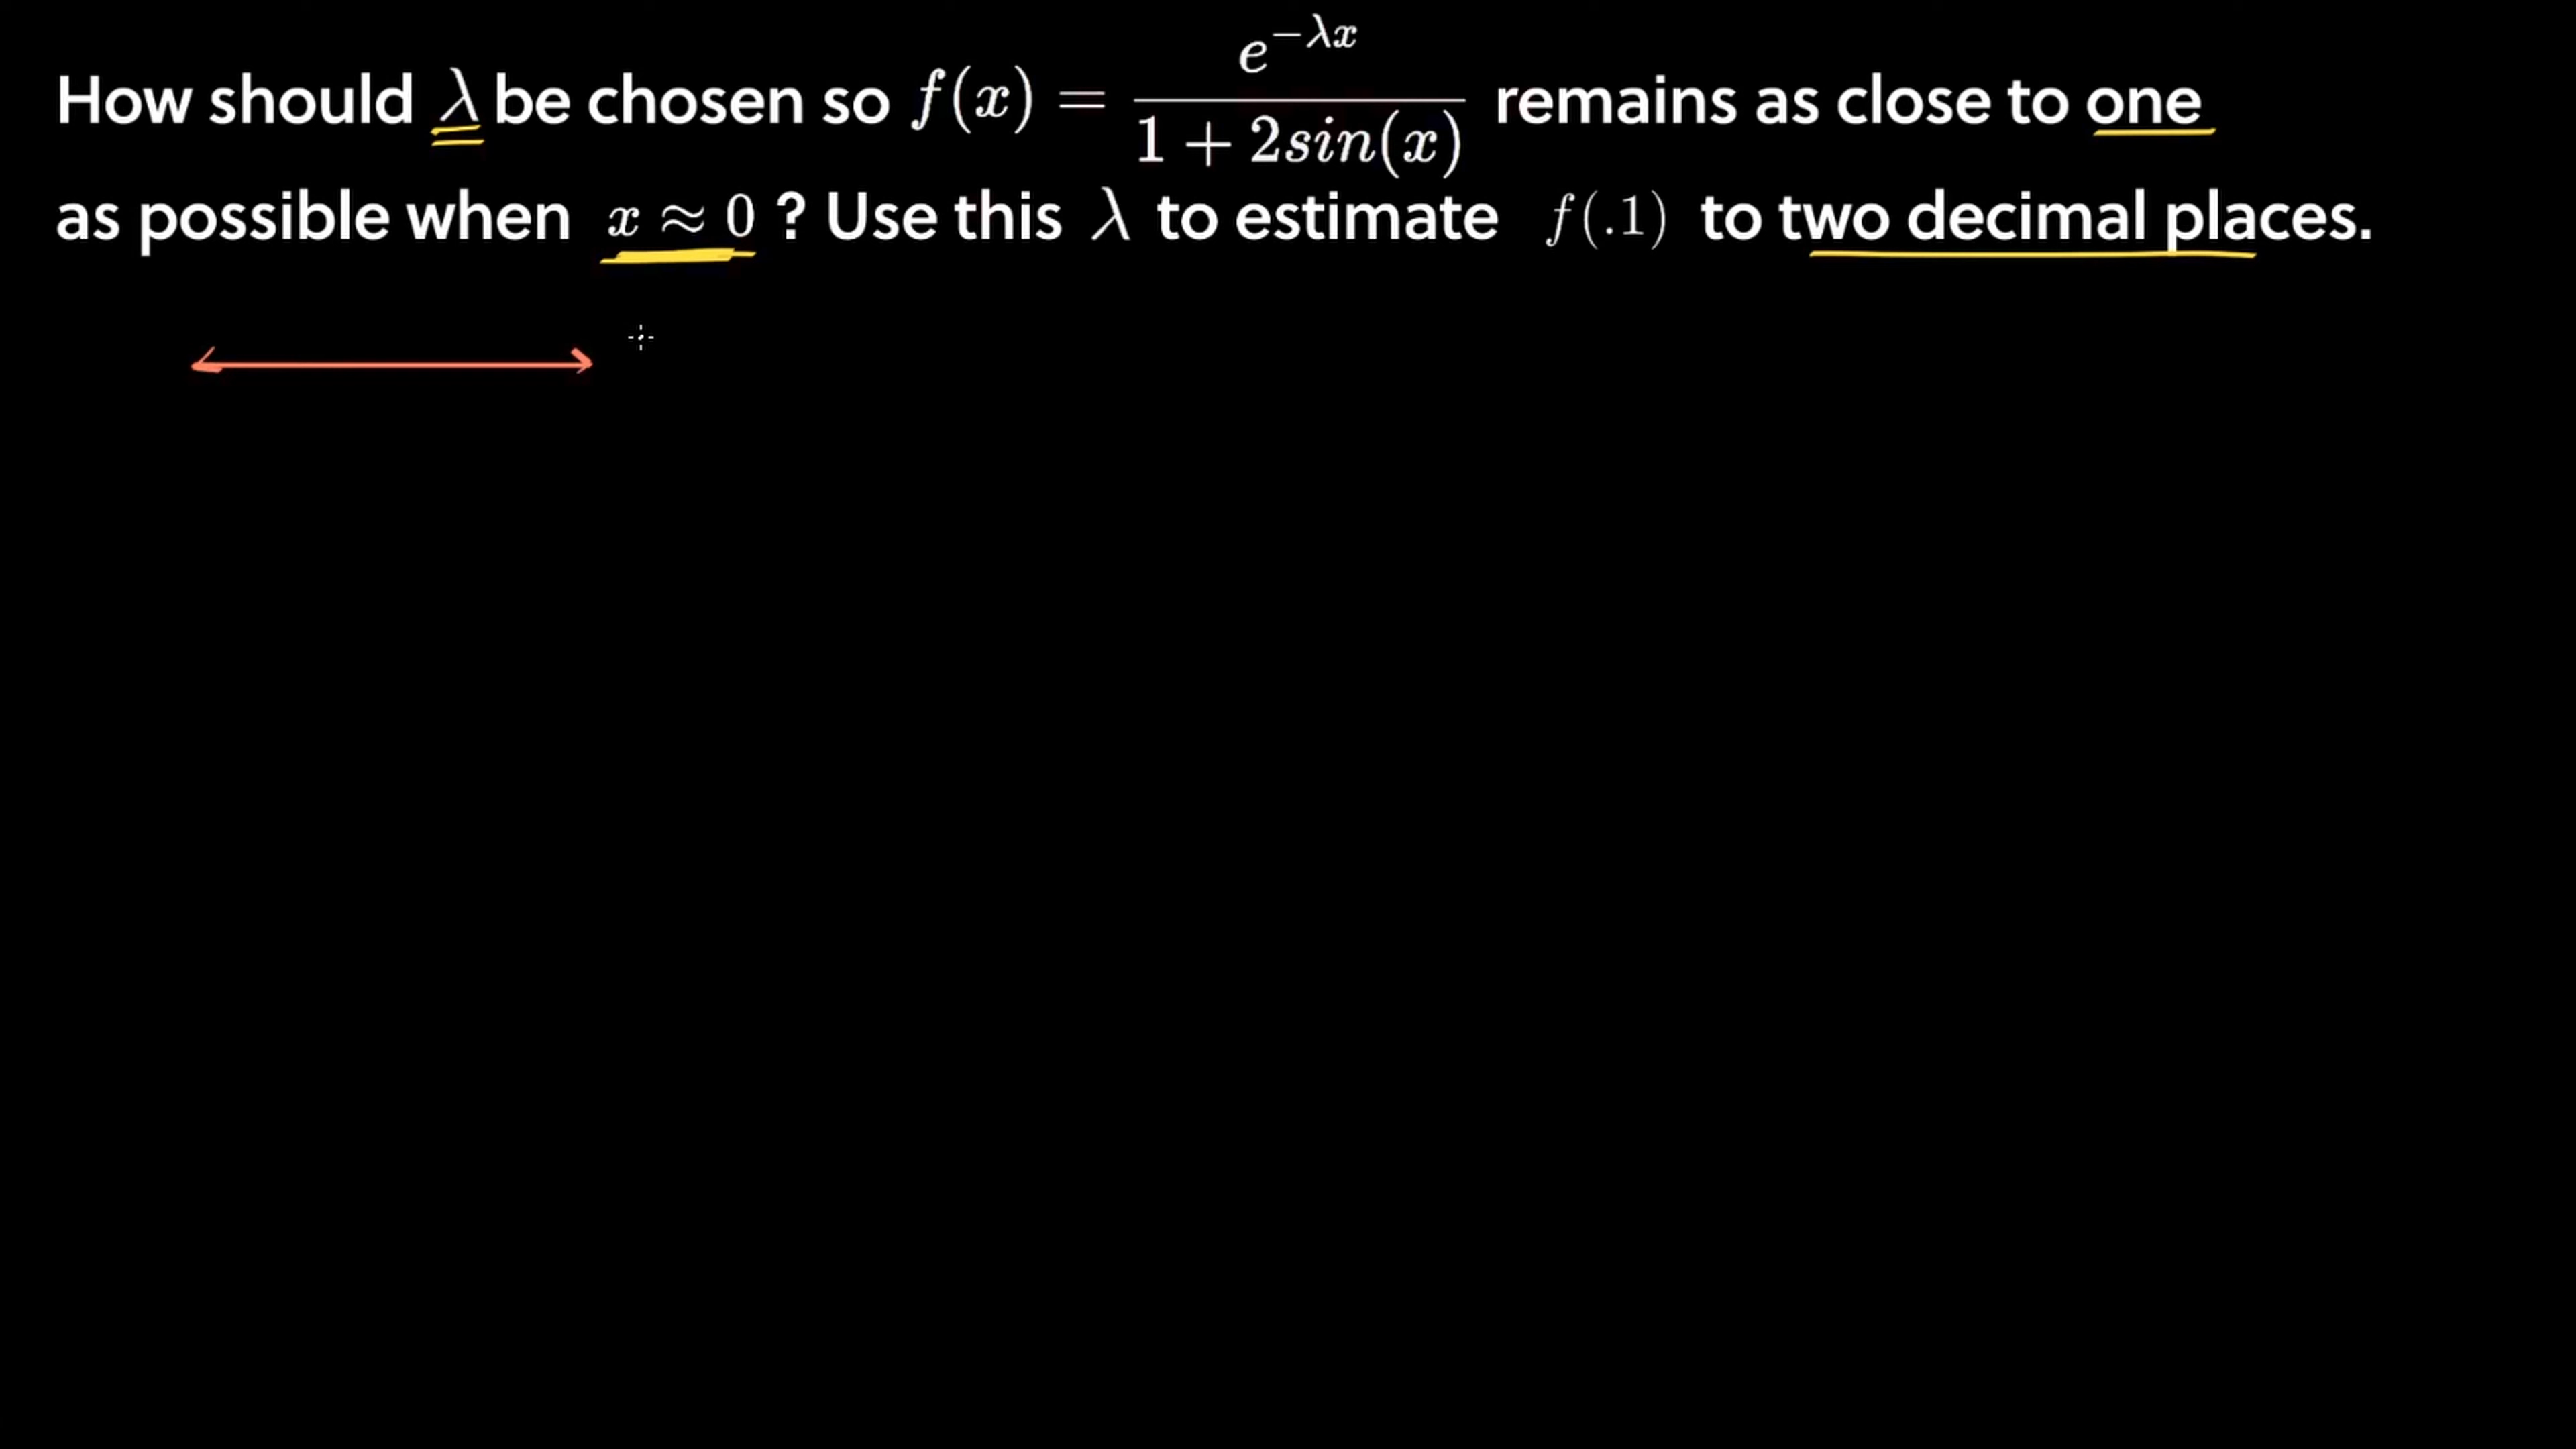 How should λ be chosen so f(x) = \frac{e^{-λx}}{1 + 2sin(x)} remains as close to one
as possible when x ≈ 0 ? Use this λ to estimate f(.1) to two decimal places.